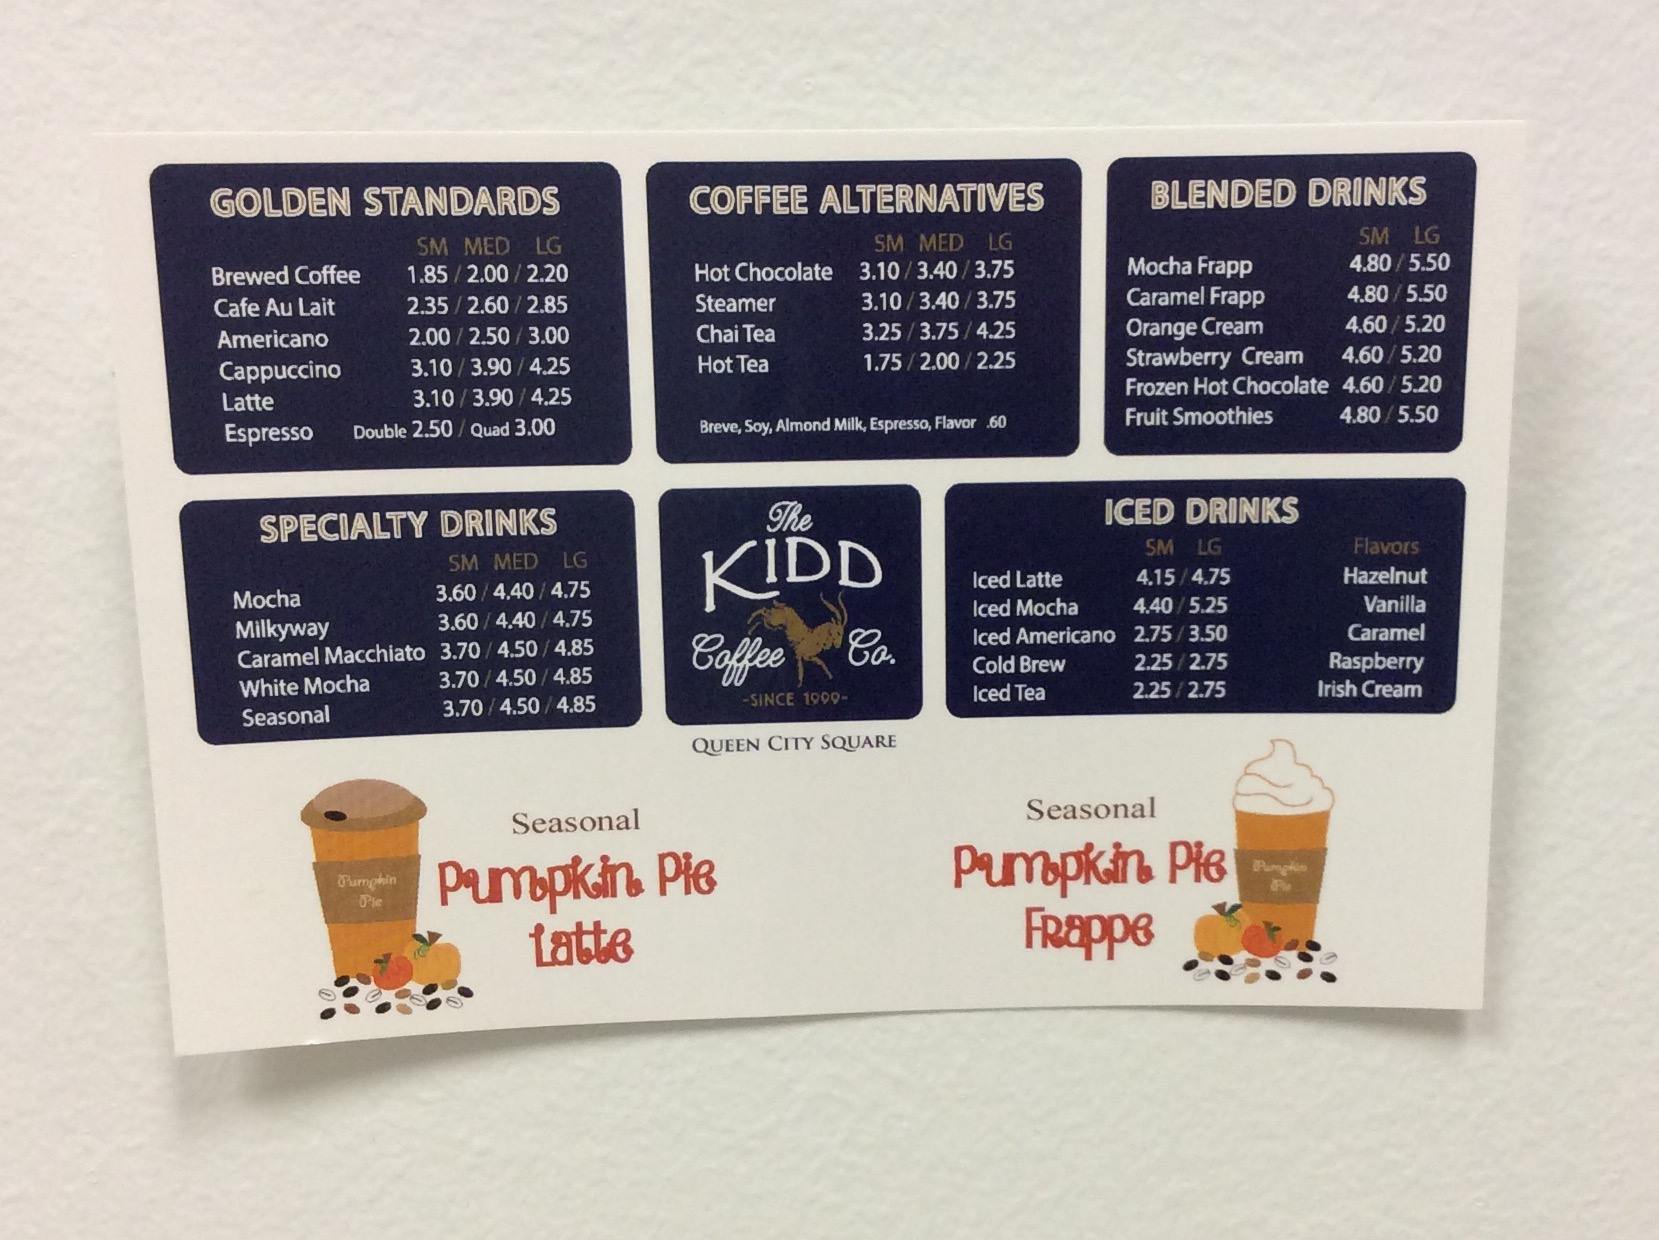 GOLDEN STANDARDS
SM MED LG
Brewed Coffee 1.85 / 2.00 / 2.20
Cafe Au Lait 2.35 / 2.60 / 2.85
Americano 2.00 / 2.50 / 3.00
Cappuccino 3.10 / 3.90 / 4.25
Latte 3.10 / 3.90 / 4.25
Espresso Double 2.50 / Quad 3.00
COFFEE ALTERNATIVES
SM MED LG
Hot Chocolate 3.10 / 3.40 / 3.75
Steamer 3.10 / 3.40 / 3.75
Chai Tea 3.25 / 3.75 / 4.25
Hot Tea 1.75 / 2.00 / 2.25
Breve, Soy, Almond Milk, Espresso, Flavor .60
BLENDED DRINKS
SM LG
Mocha Frapp 4.80 / 5.50
Caramel Frapp 4.80 / 5.50
Orange Cream 4.60 / 5.20
Strawberry Cream 4.60 / 5.20
Frozen Hot Chocolate 4.60 / 5.20
Fruit Smoothies 4.80 / 5.50
SPECIALTY DRINKS
SM MED LG
Mocha 3.60 / 4.40 / 4.75
Milkyway 3.60 / 4.40 / 4.75
Caramel Macchiato 3.70 / 4.50 / 4.85
White Mocha 3.70 / 4.50 / 4.85
Seasonal 3.70 / 4.50 / 4.85
The
KIDD
Coffee Co.
-SINCE 1999-
QUEEN CITY SQUARE
ICED DRINKS
SM LG Flavors
Iced Latte 4.15 / 4.75 Hazelnut
Iced Mocha 4.40 / 5.25 Vanilla
Iced Americano 2.75 / 3.50 Caramel
Cold Brew 2.25 / 2.75 Raspberry
Iced Tea 2.25 / 2.75 Irish Cream
Pumpkin
Pie
Seasonal
Pumpkin Pie
Latte
Seasonal
Pumpkin Pie
Frappe
Pumpkin
Pie